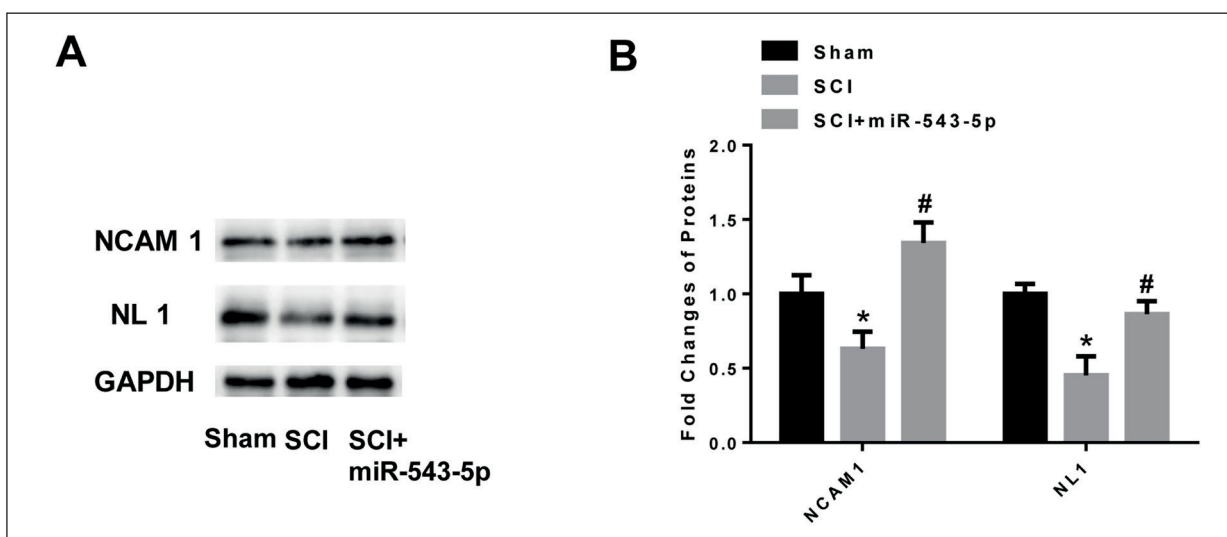 A
NCAM 1
NL 1
GAPDH
Sham SCI SCI+
miR-543-5p
B
Sham
SCI
SCI+miR-543-5p
Fold Changes of Proteins
2.0
1.5
1.0
0.5
0.0
*
#
*
#
NCAM1
NL1